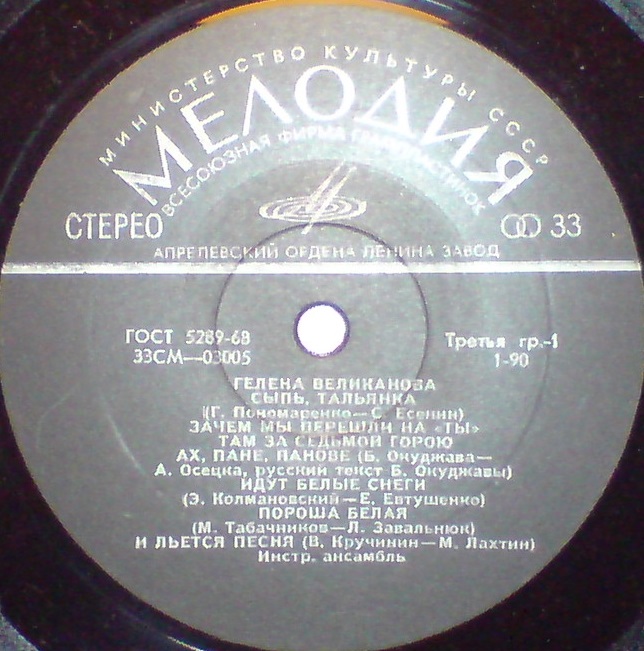 МИНИСТЕРСТВО КУЛЬТУРЫ СССР
МЕЛОДИЯ
ВСЕСОЮЗНАЯ ФИРМА ГРАМПЛАСТИНОК
СТЕРЕО
33
АПРЕЛЕВСКИЙ ОРДЕНА ЛЕНИНА ЗАВОД
ГОСТ 5289-68
Третья гр.-1
33СМ—03005
1-90
ГЕЛЕНА ВЕЛИКАНОВА
СЫПЬ, ТАЛЬЯНКА
(Г. Пономаренко—С. Есенин)
ЗАЧЕМ МЫ ПЕРЕШЛИ НА «ТЫ»
ТАМ ЗА СЕДЬМОЙ ГОРОЮ
АХ, ПАНЕ, ПАНОВЕ (Б. Окуджава—
А. Осецка, русский текст Б. Окуджавы)
ИДУТ БЕЛЫЕ СНЕГИ
(Э. Колмановский—Е. Евтушенко)
ПОРОША БЕЛАЯ
(М. Табачников—Л. Завальнюк)
И ЛЬЕТСЯ ПЕСНЯ (В. Кручинин—М. Лахтин)
Инстр. ансамбль